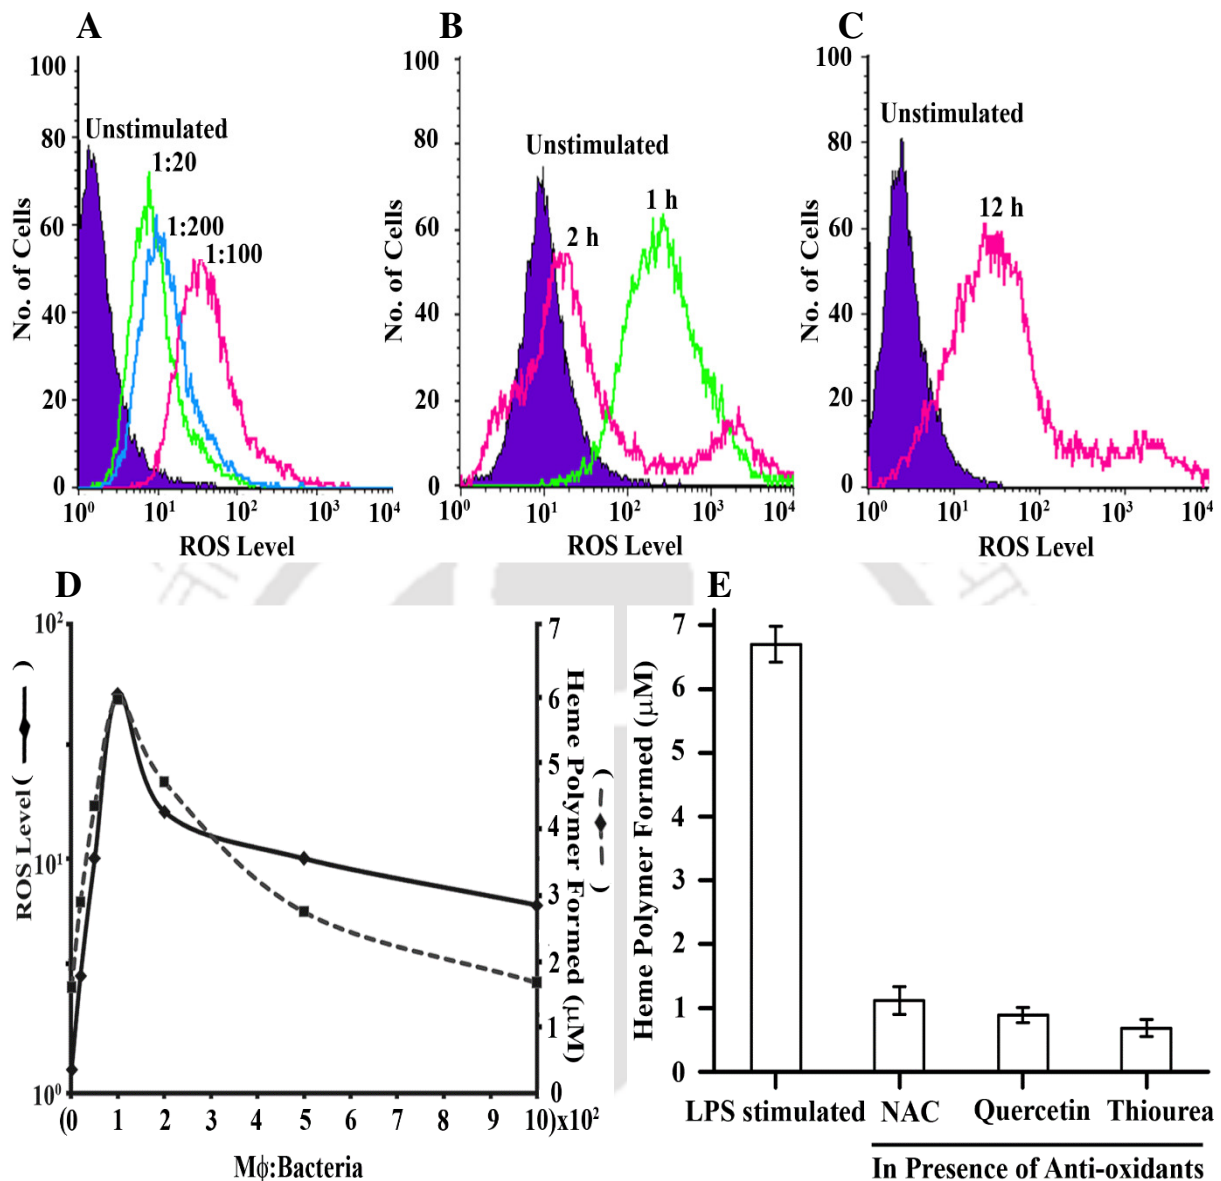 A
100
80
60
40
20
0
No. of Cells
Unstimulated
1:20
1:200
1:100
10⁰ 10¹ 10² 10³ 10⁴
ROS Level
B
100
80
60
40
20
0
No. of Cells
Unstimulated
2 h
1 h
10⁰ 10¹ 10² 10³ 10⁴
ROS Level
C
100
80
60
40
20
0
No. of Cells
Unstimulated
12 h
10⁰ 10¹ 10² 10³ 10⁴
ROS Level
D
10²
10¹
10⁰
ROS Level ( )
7
6
5
4
3
2
1
0
Heme Polymer Formed (µM)
( )
(0 1 2 3 4 5 6 7 8 9 10)x10²
Mϕ:Bacteria
E
7
6
5
4
3
2
1
0
Heme Polymer Formed (µM)
LPS stimulated NAC Quercetin Thiourea
In Presence of Anti-oxidants